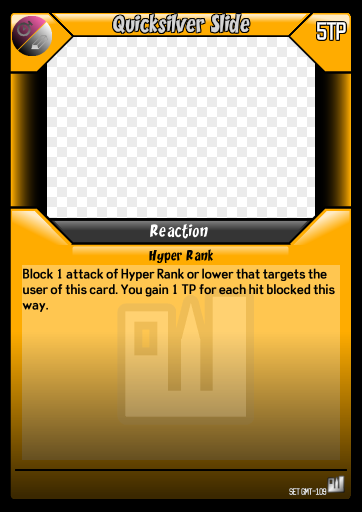 Quicksilver Slide
5TP
Reaction
Hyper Rank
Block 1 attack of Hyper Rank or lower that targets the
user of this card. You gain 1 TP for each hit blocked this
way.
SET GMT-109